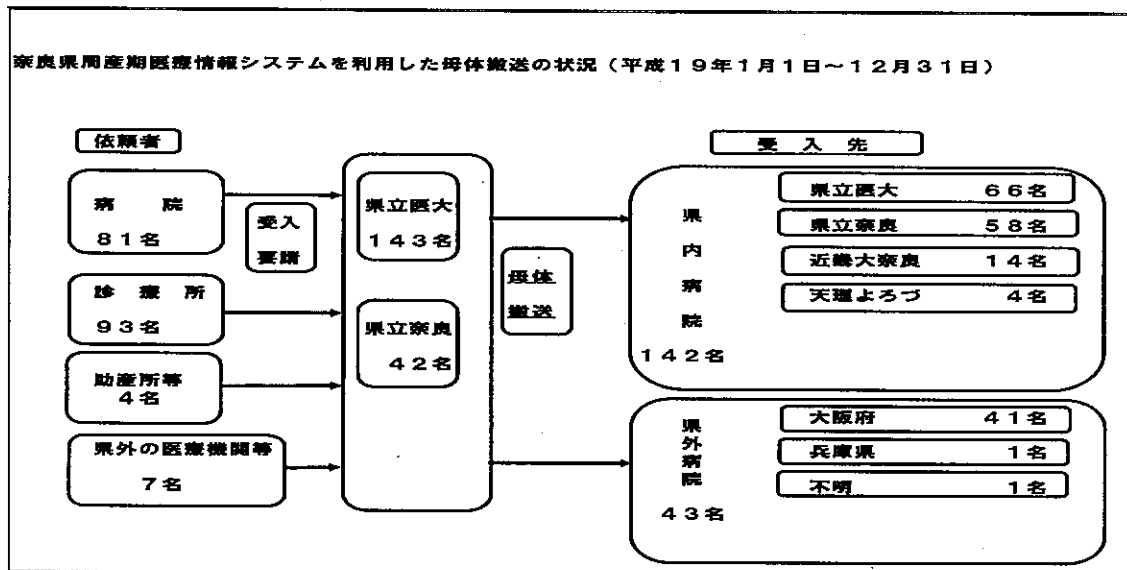 奈良県周産期医療情報システムを利用した母体搬送の状況（平成１９年１月１日～１２月３１日）
依頼者
病　院
８１名
診　療　所
９３名
助産所等
４名
県外の医療機関等
７名
受入
要請
県立医大
１４３名
県立奈良
４２名
母体
搬送
受　入　先
県内病院
１４２名
県立医大　６６名
県立奈良　５８名
近畿大奈良　１４名
天理よろづ　４名
県外病院
４３名
大阪府　４１名
兵庫県　１名
不明　１名